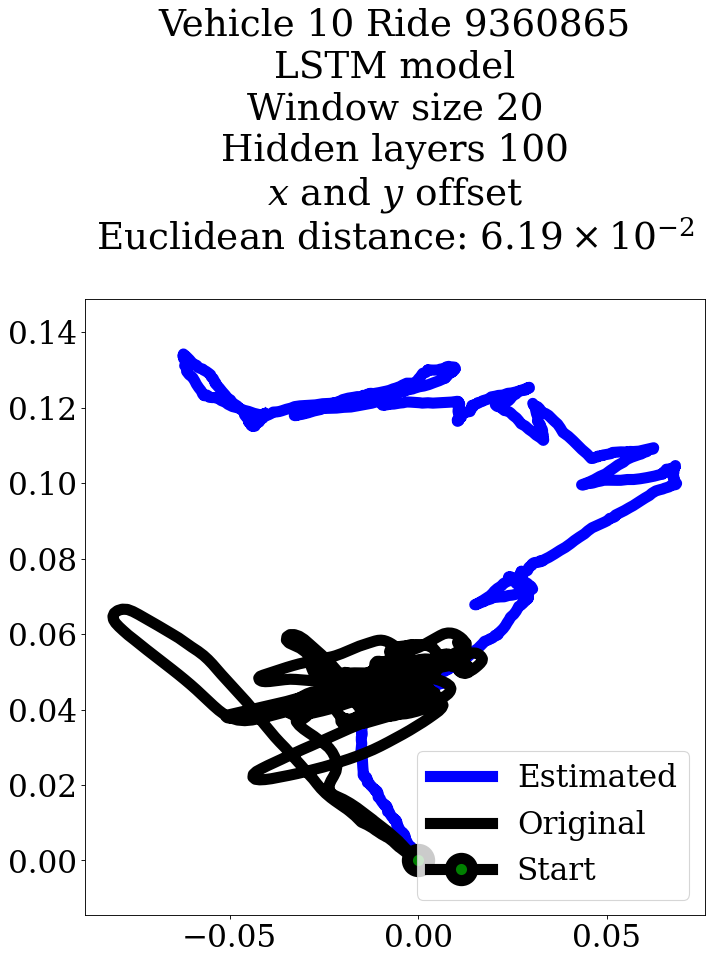 Vehicle 10 Ride 9360865
LSTM model
Window size 20
Hidden layers 100
x and y offset
Euclidean distance: 6.19 × 10⁻²
0.14
0.12
0.10
0.08
0.06
0.04
0.02
0.00
Estimated
Original
Start
−0.05 0.00 0.05